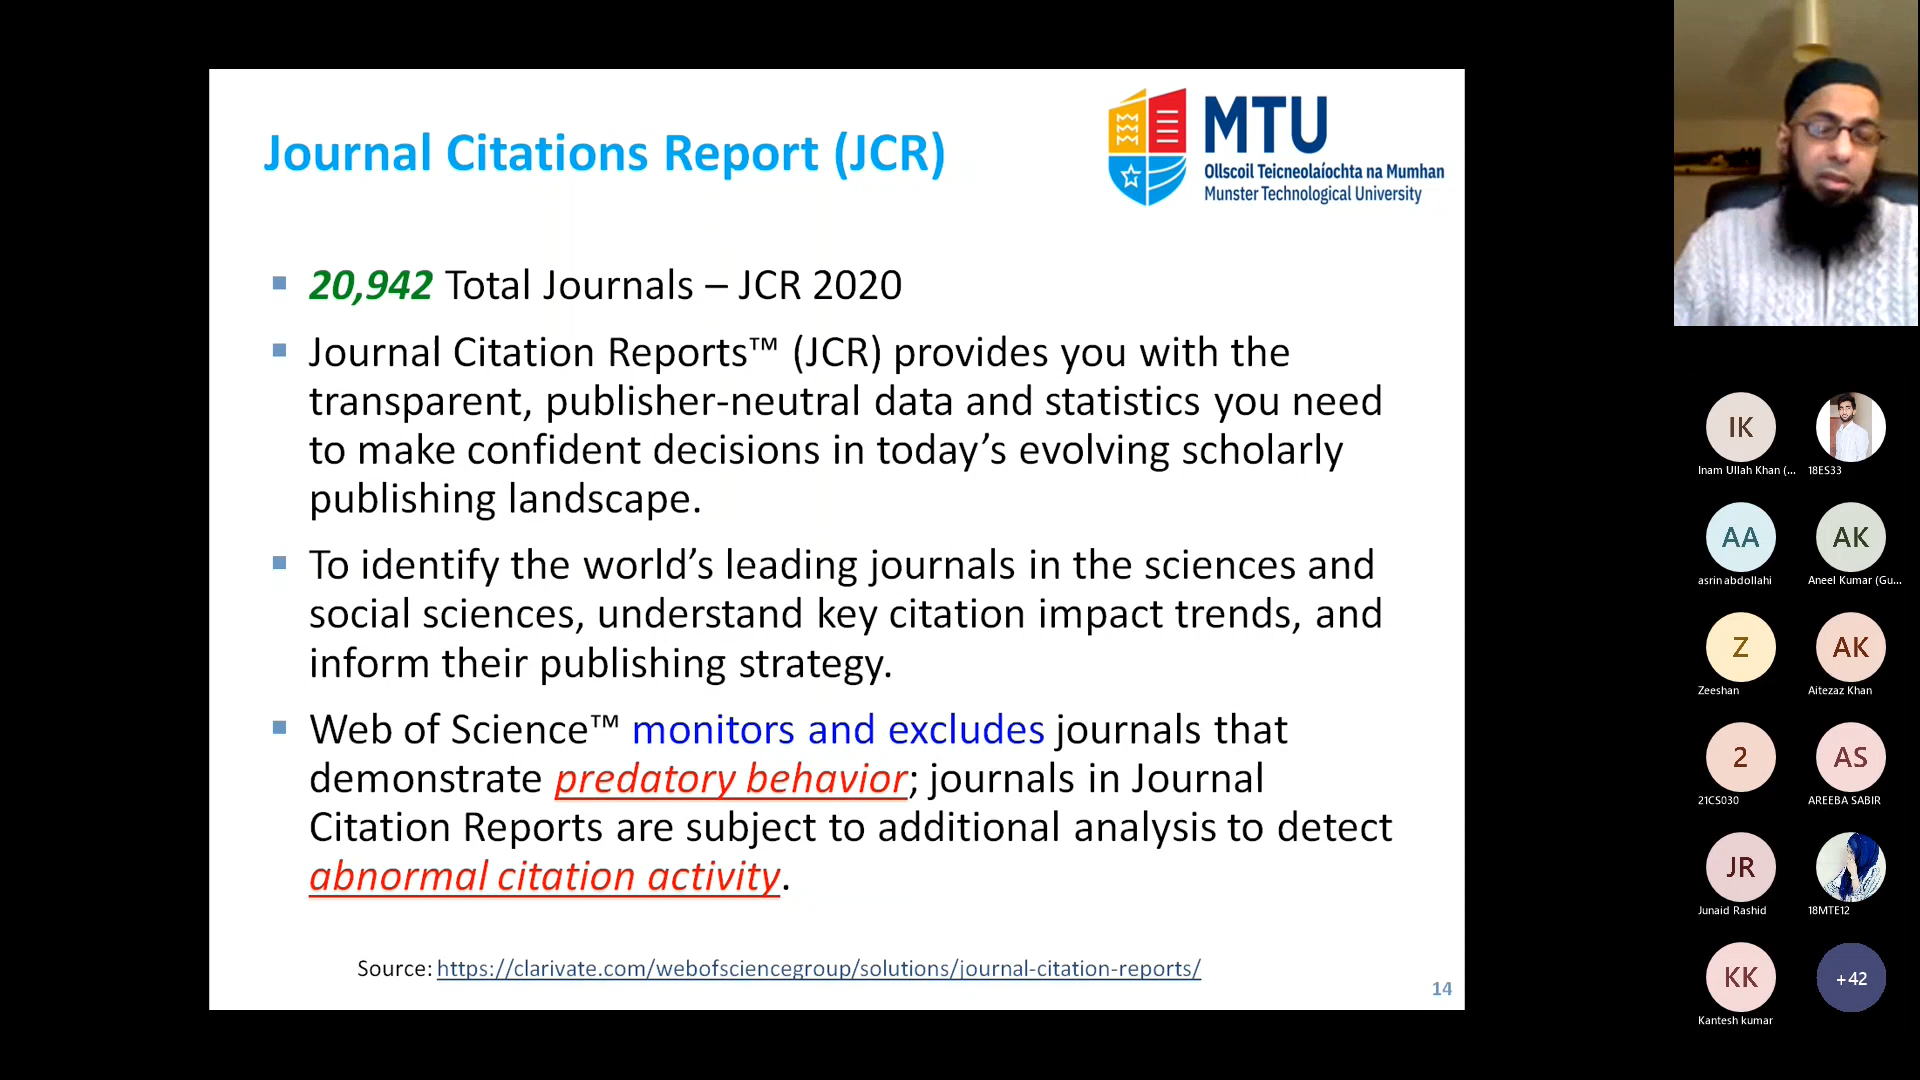 Journal Citations Report (JCR)
MTU
Ollscoil Teicneolaíochta na Mumhan
Munster Technological University
20,942 Total Journals – JCR 2020
Journal Citation Reports™ (JCR) provides you with the
transparent, publisher-neutral data and statistics you need
to make confident decisions in today’s evolving scholarly
publishing landscape.
To identify the world’s leading journals in the sciences and
social sciences, understand key citation impact trends, and
inform their publishing strategy.
Web of Science™ monitors and excludes journals that
demonstrate predatory behavior; journals in Journal
Citation Reports are subject to additional analysis to detect
abnormal citation activity.
Source: https://clarivate.com/webofsciencegroup/solutions/journal-citation-reports/
14
IK
Inam Ullah Khan (...
18ES33
AA
asrin abdollahi
AK
Aneel Kumar (Gu...
Z
Zeeshan
AK
Aitezaz Khan
2
21CS030
AS
AREEBA SABIR
JR
Junaid Rashid
18MTE12
KK
Kantesh kumar
+42